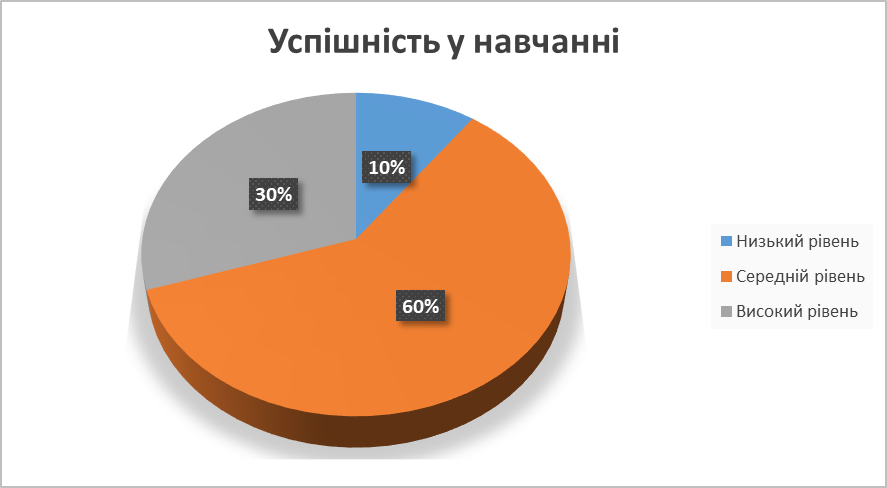 Успішність у навчанні
10%
30%
60%
Низький рівень
Середній рівень
Високий рівень